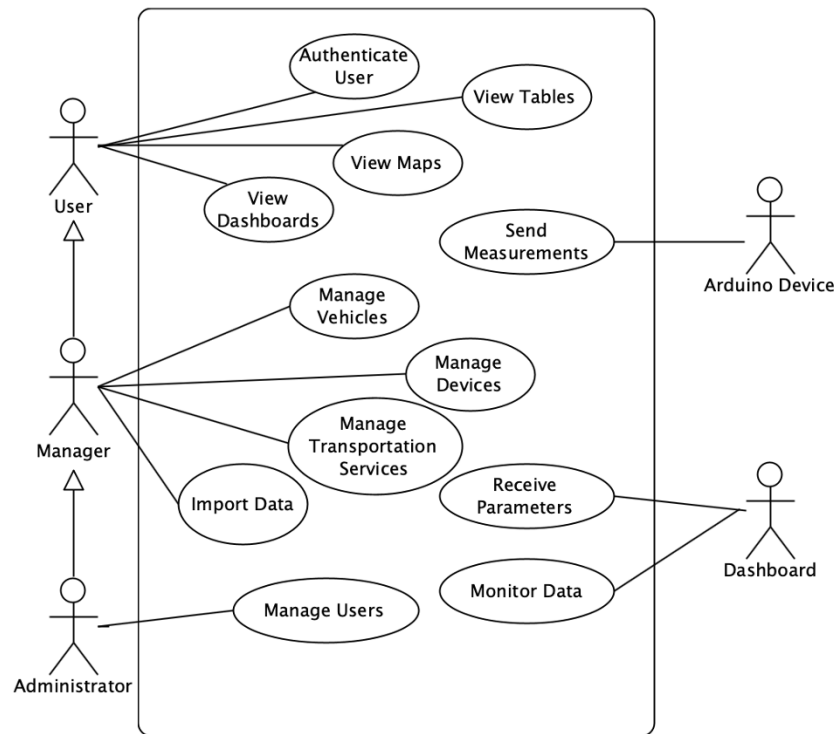 Authenticate
User
View Tables
View Maps
User
View
Dashboards
Send
Measurements
Arduino Device
Manage
Vehicles
Manage
Devices
Manager
Manage
Transportation
Services
Import Data
Receive
Parameters
Dashboard
Monitor Data
Manage Users
Administrator